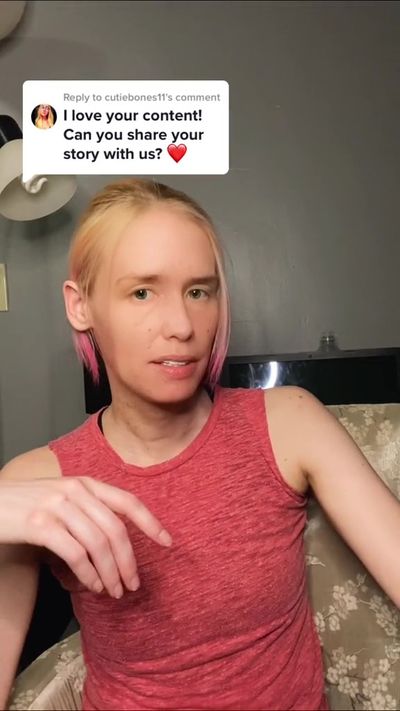 Reply to cutiebones11's comment
I love your content!
Can you share your
story with us? ❤️